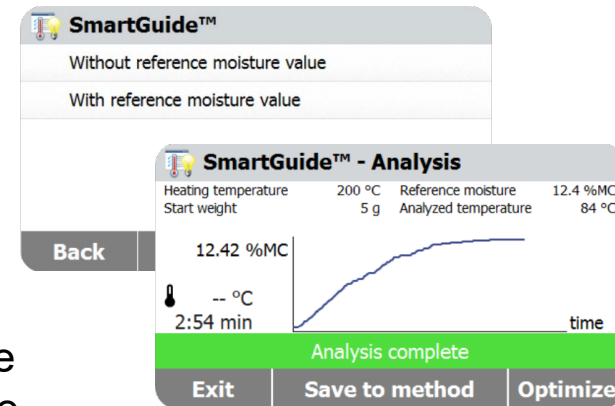 SmartGuide™
Without reference moisture value
With reference moisture value
Back
SmartGuide™ - Analysis
Heating temperature 200 °C Reference moisture 12.4 %MC
Start weight 5 g Analyzed temperature 84 °C
12.42 %MC
-- °C
2:54 min
time
Analysis complete
Exit Save to method Optimize